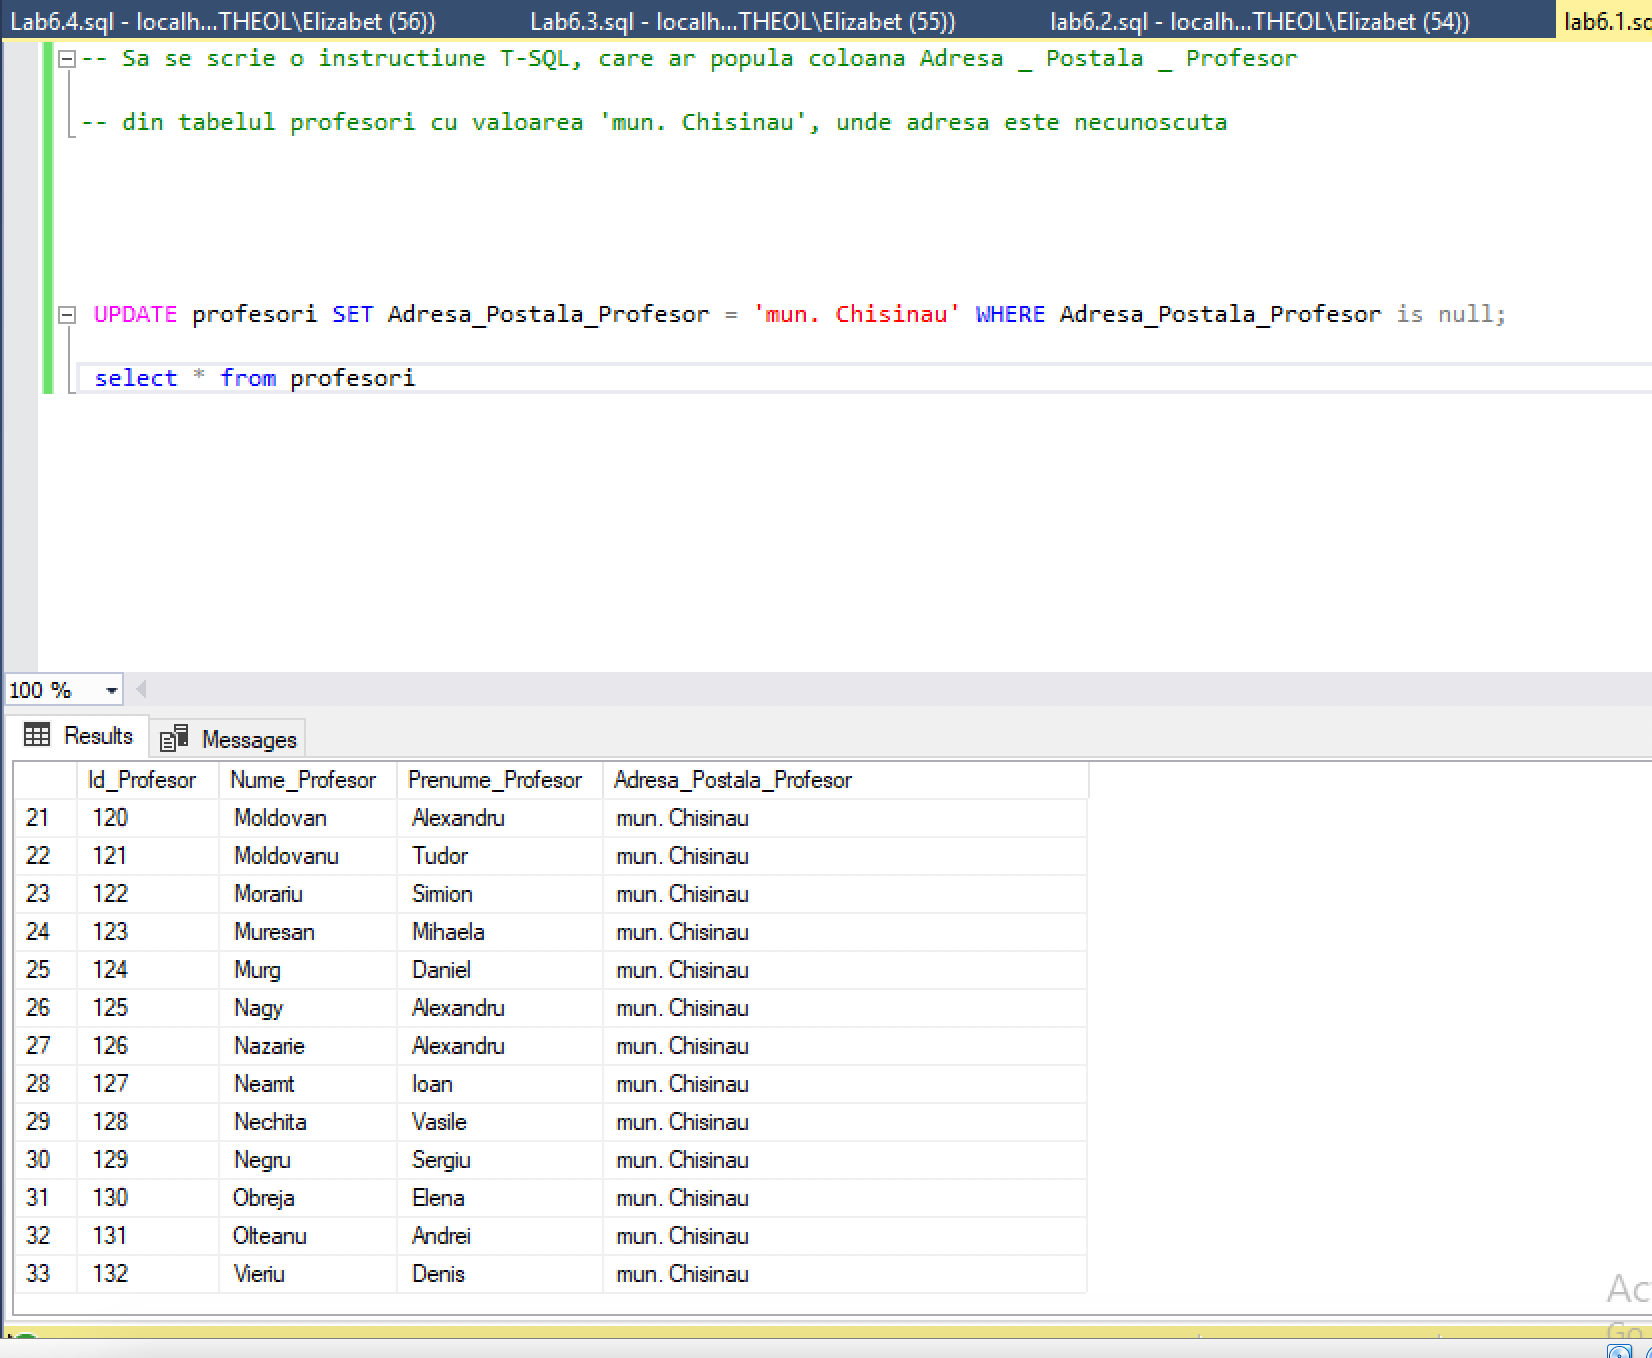 Lab6.4.sql - localh...THEOL\Elizabet (56)) Lab6.3.sql - localh...THEOL\Elizabet (55)) lab6.2.sql - localh...THEOL\Elizabet (54)) lab6.1.sq
-- Sa se scrie o instructiune T-SQL, care ar popula coloana Adresa _ Postala _ Profesor
-- din tabelul profesori cu valoarea 'mun. Chisinau', unde adresa este necunoscuta
UPDATE profesori SET Adresa_Postala_Profesor = 'mun. Chisinau' WHERE Adresa_Postala_Profesor is null;
select * from profesori
100 %
Results Messages
Id_Profesor Nume_Profesor Prenume_Profesor Adresa_Postala_Profesor
21 120 Moldovan Alexandru mun. Chisinau
22 121 Moldovanu Tudor mun. Chisinau
23 122 Morariu Simion mun. Chisinau
24 123 Muresan Mihaela mun. Chisinau
25 124 Murg Daniel mun. Chisinau
26 125 Nagy Alexandru mun. Chisinau
27 126 Nazarie Alexandru mun. Chisinau
28 127 Neamt Ioan mun. Chisinau
29 128 Nechita Vasile mun. Chisinau
30 129 Negru Sergiu mun. Chisinau
31 130 Obreja Elena mun. Chisinau
32 131 Olteanu Andrei mun. Chisinau
33 132 Vieriu Denis mun. Chisinau
Ac
Go